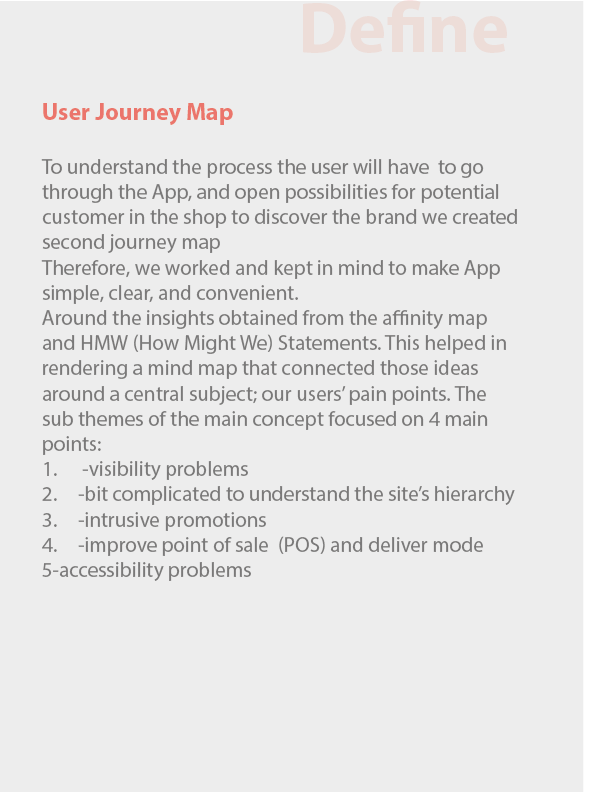 Define
User Journey Map
To understand the process the user will have  to go
through the App, and open possibilities for potential
customer in the shop to discover the brand we created
second journey map
Therefore, we worked and kept in mind to make App
simple, clear, and convenient.
Around the insights obtained from the affinity map
and HMW (How Might We) Statements. This helped in
rendering a mind map that connected those ideas
around a central subject; our users’ pain points. The
sub themes of the main concept focused on 4 main
points:
1.    -visibility problems
2.    -bit complicated to understand the site’s hierarchy
3.    -intrusive promotions
4.    -improve point of sale  (POS) and deliver mode
5-accessibility problems